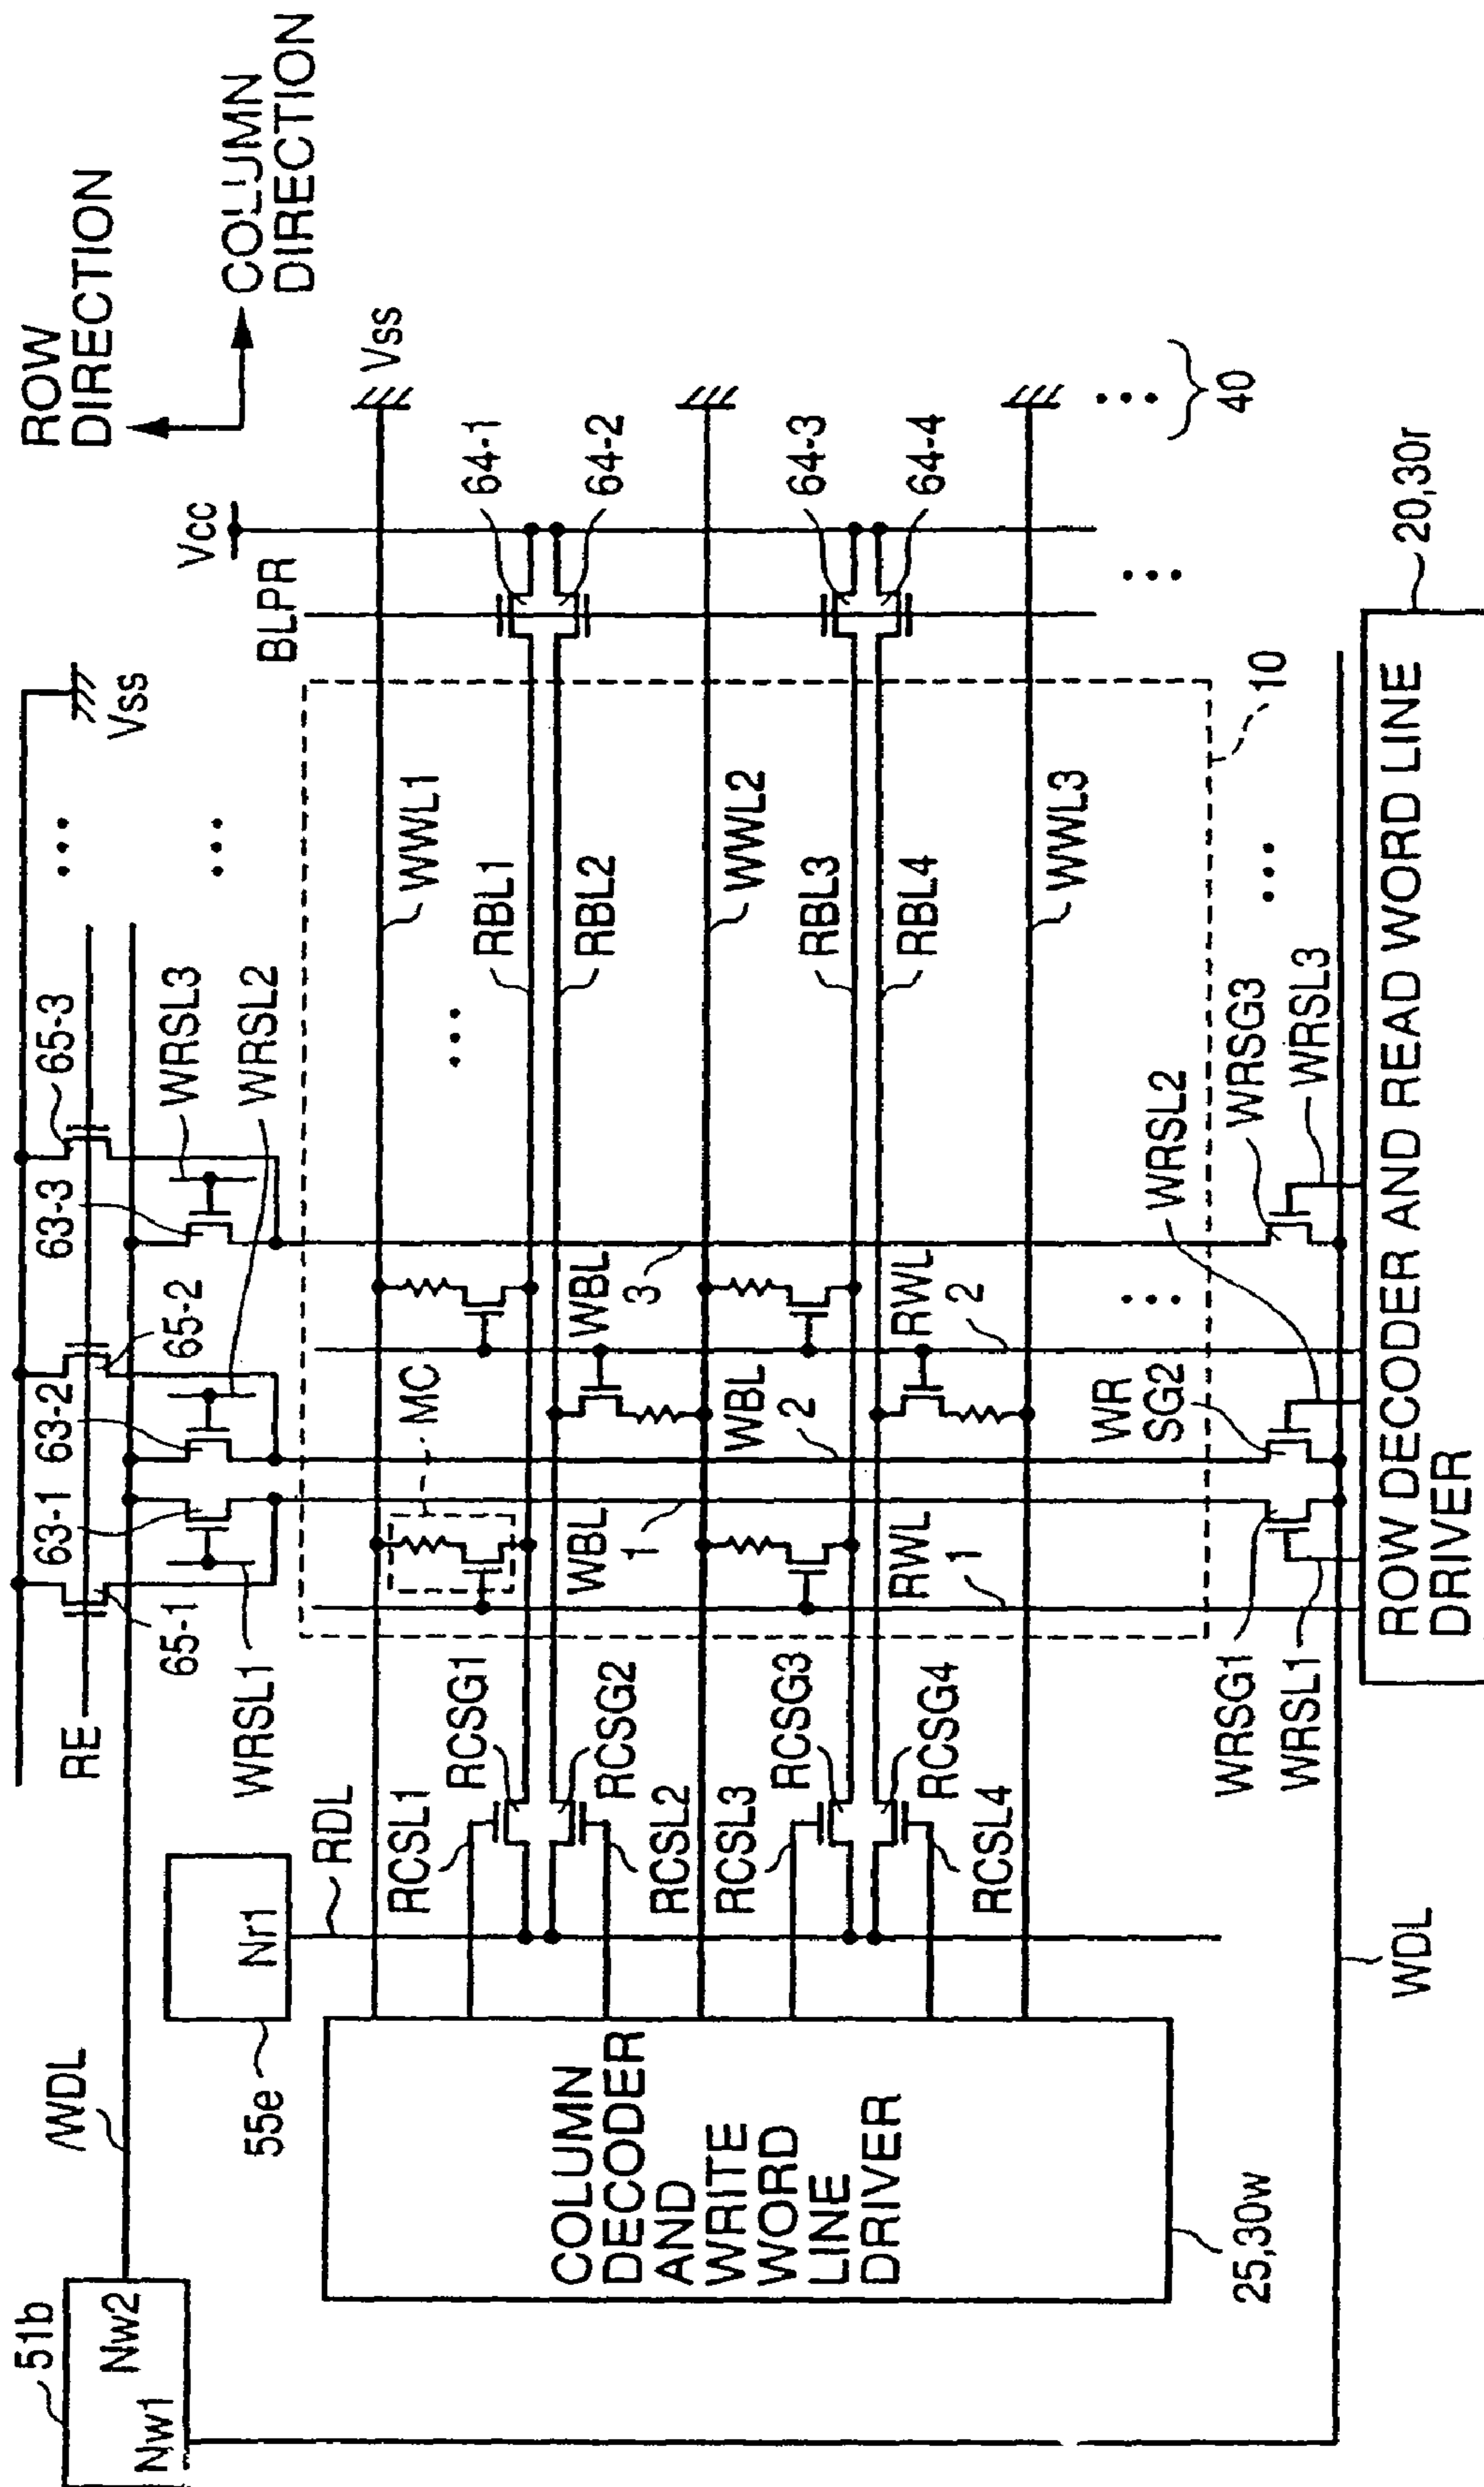 51b
Nw2
Nw1
/WDL
55e
Nr1
RDL
RE
65-1
WRSL1
63-1
63-2
65-2
63-3
65-3
WRSL3
WRSL2
...
...
Vss
ROW
DIRECTION
COLUMN
DIRECTION
BLPR
Vcc
Vss
COLUMN
DECODER
AND
WRITE
WORD
LINE
DRIVER
25,30w
RCSL1
RCSG1
RCSG2
RCSL2
RCSL3
RCSG3
RCSG4
RCSL4
MC
WBL
1
WBL
2
WBL
3
RWL
1
RWL
2
...
...
WWL1
RBL1
RBL2
WWL2
RBL3
RBL4
WWL3
64-1
64-2
64-3
64-4
...
...
40
10
WDL
WRSG1
WRSL1
WR
SG2
WRSL2
WRSG3
WRSL3
...
20,30r
ROW DECODER AND READ WORD LINE
DRIVER